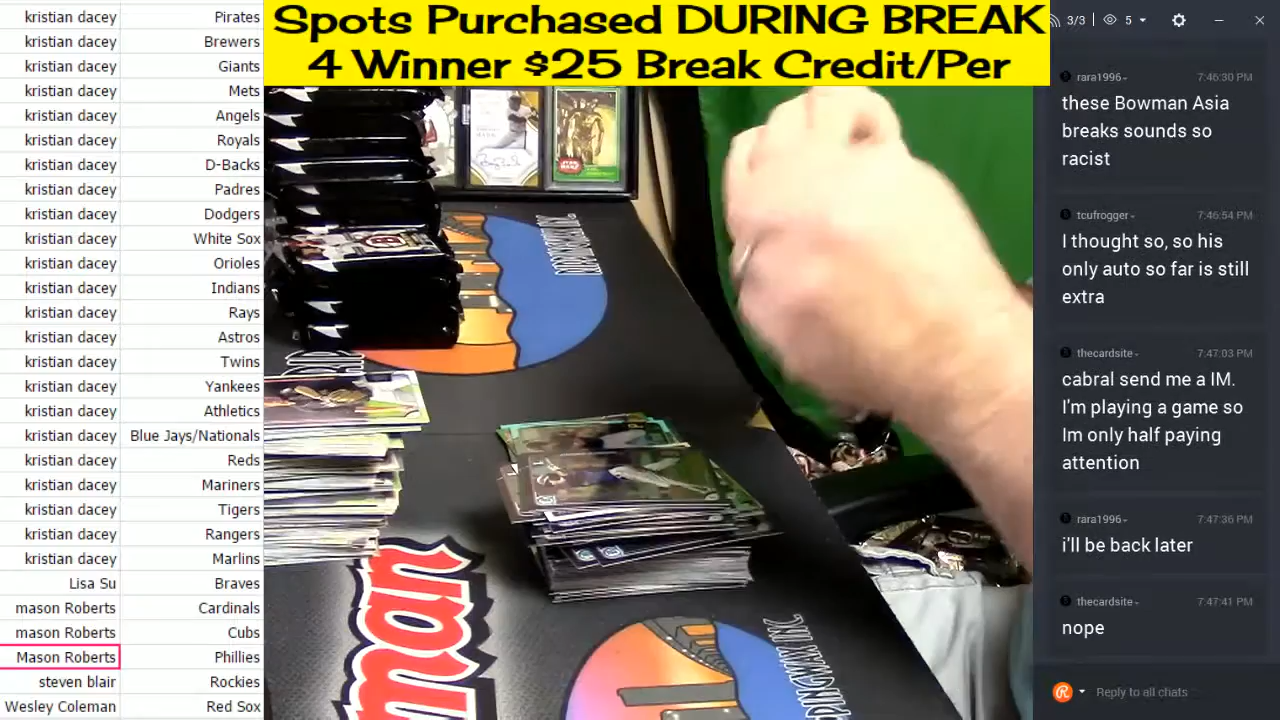 Spots Purchased DURING BREAK
4 Winner $25 Break Credit/Per
kristian dacey Pirates
kristian dacey Brewers
kristian dacey Giants
kristian dacey Mets
kristian dacey Angels
kristian dacey Royals
kristian dacey D-Backs
kristian dacey Padres
kristian dacey Dodgers
kristian dacey White Sox
kristian dacey Orioles
kristian dacey Indians
kristian dacey Rays
kristian dacey Astros
kristian dacey Twins
kristian dacey Yankees
kristian dacey Athletics
kristian dacey Blue Jays/Nationals
kristian dacey Reds
kristian dacey Mariners
kristian dacey Tigers
kristian dacey Rangers
kristian dacey Marlins
Lisa Su Braves
mason Roberts Cardinals
mason Roberts Cubs
Mason Roberts Phillies
steven blair Rockies
Wesley Coleman Red Sox
STAR WARS
man
PINGWAX INC
3/3 5
rara1996 7:46:30 PM
these Bowman Asia
breaks sounds so
racist
tcufrogger 7:46:54 PM
I thought so, so his
only auto so far is still
extra
thecardsite 7:47:03 PM
cabral send me a IM.
I'm playing a game so
Im only half paying
attention
rara1996 7:47:36 PM
i'll be back later
thecardsite 7:47:41 PM
nope
Reply to all chats